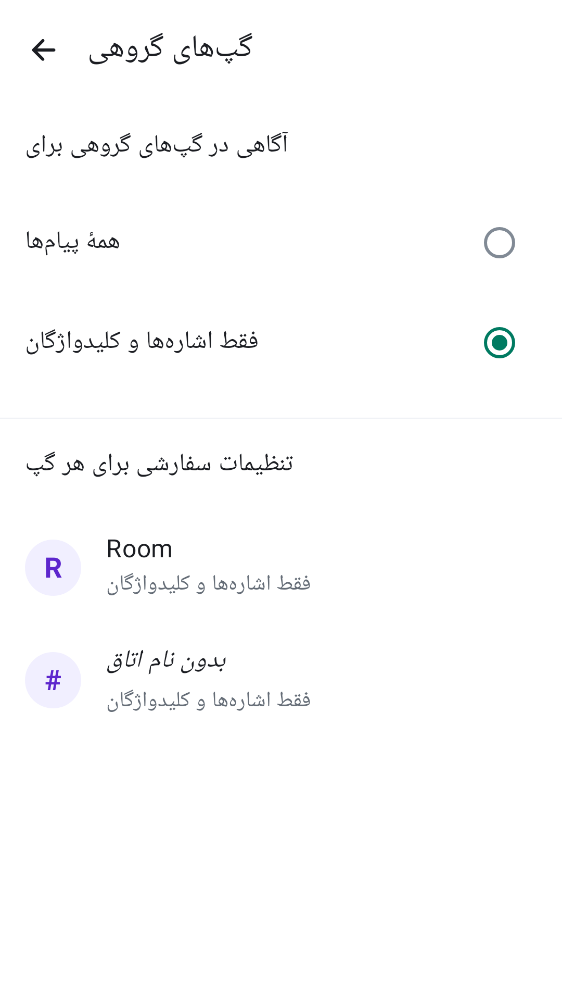 گپ‌های گروهی
آگاهی در گپ‌های گروهی برای
همهٔ پیام‌ها
فقط اشاره‌ها و کلیدواژگان
تنظیمات سفارشی برای هر گپ
R
Room
فقط اشاره‌ها و کلیدواژگان
#
بدون نام اتاق
فقط اشاره‌ها و کلیدواژگان